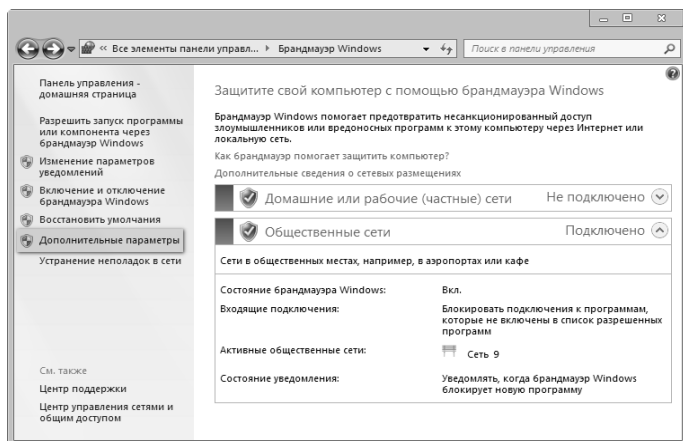 « Все элементы панели управл... ▸ Брандмауэр Windows
Поиск в панели управления
Панель управления -
домашняя страница
Разрешить запуск программы
или компонента через
брандмауэр Windows
Изменение параметров
уведомлений
Включение и отключение
брандмауэра Windows
Восстановить умолчания
Дополнительные параметры
Устранение неполадок в сети
См. также
Центр поддержки
Центр управления сетями и
общим доступом
Защитите свой компьютер с помощью брандмауэра Windows
Брандмауэр Windows помогает предотвратить несанкционированный доступ
злоумышленников или вредоносных программ к этому компьютеру через Интернет или
локальную сеть.
Как брандмауэр помогает защитить компьютер?
Дополнительные сведения о сетевых размещениях
Домашние или рабочие (частные) сети Не подключено
Общественные сети Подключено
Сети в общественных местах, например, в аэропортах или кафе
Состояние брандмауэра Windows: Вкл.
Входящие подключения: Блокировать подключения к программам,
которые не включены в список разрешенных
программ
Активные общественные сети: Сеть 9
Состояние уведомления: Уведомлять, когда брандмауэр Windows
блокирует новую программу